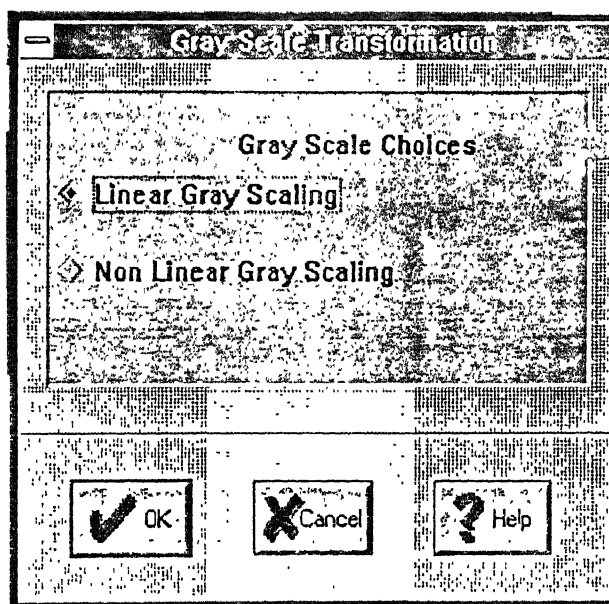 Gray Scale Transformation
Gray Scale Choices
Linear Gray Scaling
Non Linear Gray Scaling
OK
Cancel
? Help